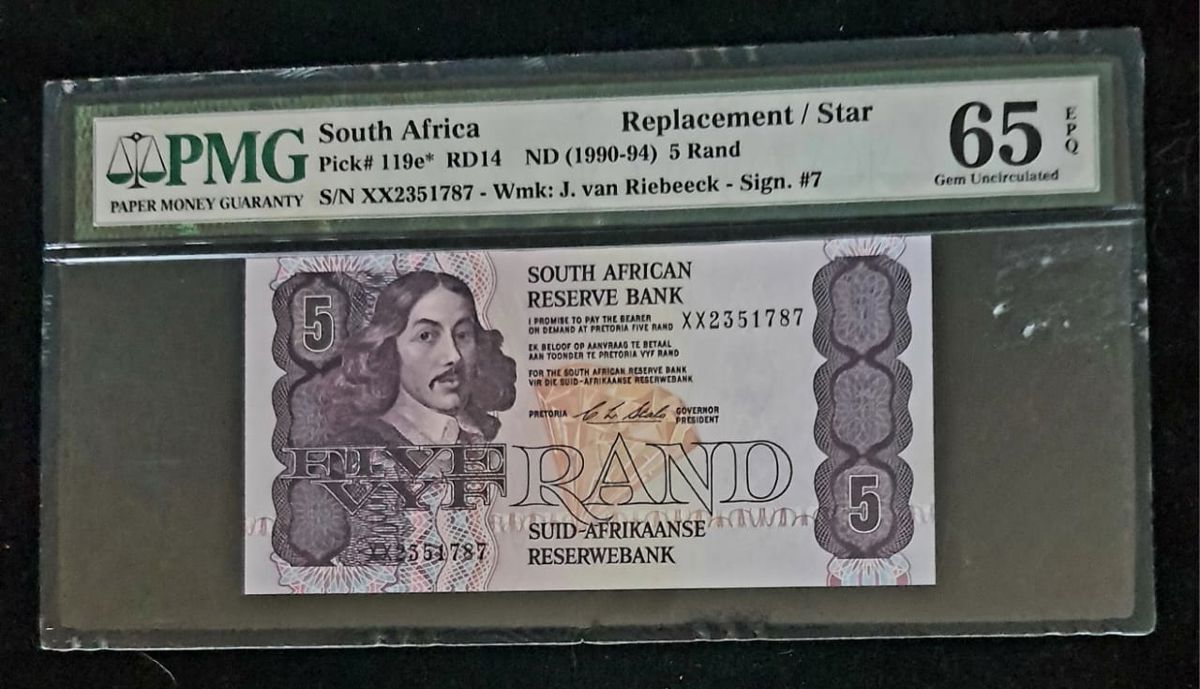 PMG
PAPER MONEY GUARANTY
South Africa
Pick# 119e* RD14 ND (1990-94) 5 Rand
S/N XX2351787 - Wmk: J. van Riebeeck - Sign. #7
Replacement / Star
65
EPQ
Gem Uncirculated
5
SOUTH AFRICAN
RESERVE BANK
I PROMISE TO PAY THE BEARER
ON DEMAND AT PRETORIA FIVE RAND
XX2351787
EK BELOOF OP AANVRAAG TE BETAAL
AAN TOONDER TE PRETORIA VYF RAND
FOR THE SOUTH AFRICAN RESERVE BANK
VIR DIE SUID-AFRIKAANSE RESERWEBANK
PRETORIA
GOVERNOR
PRESIDENT
FIVE
VYF
RAND
SUID-AFRIKAANSE
RESERWEBANK
XX2351787
5